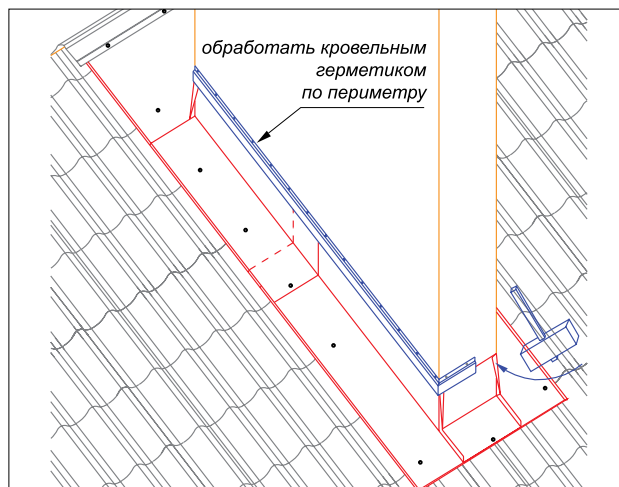 обработать кровельным
герметиком
по периметру